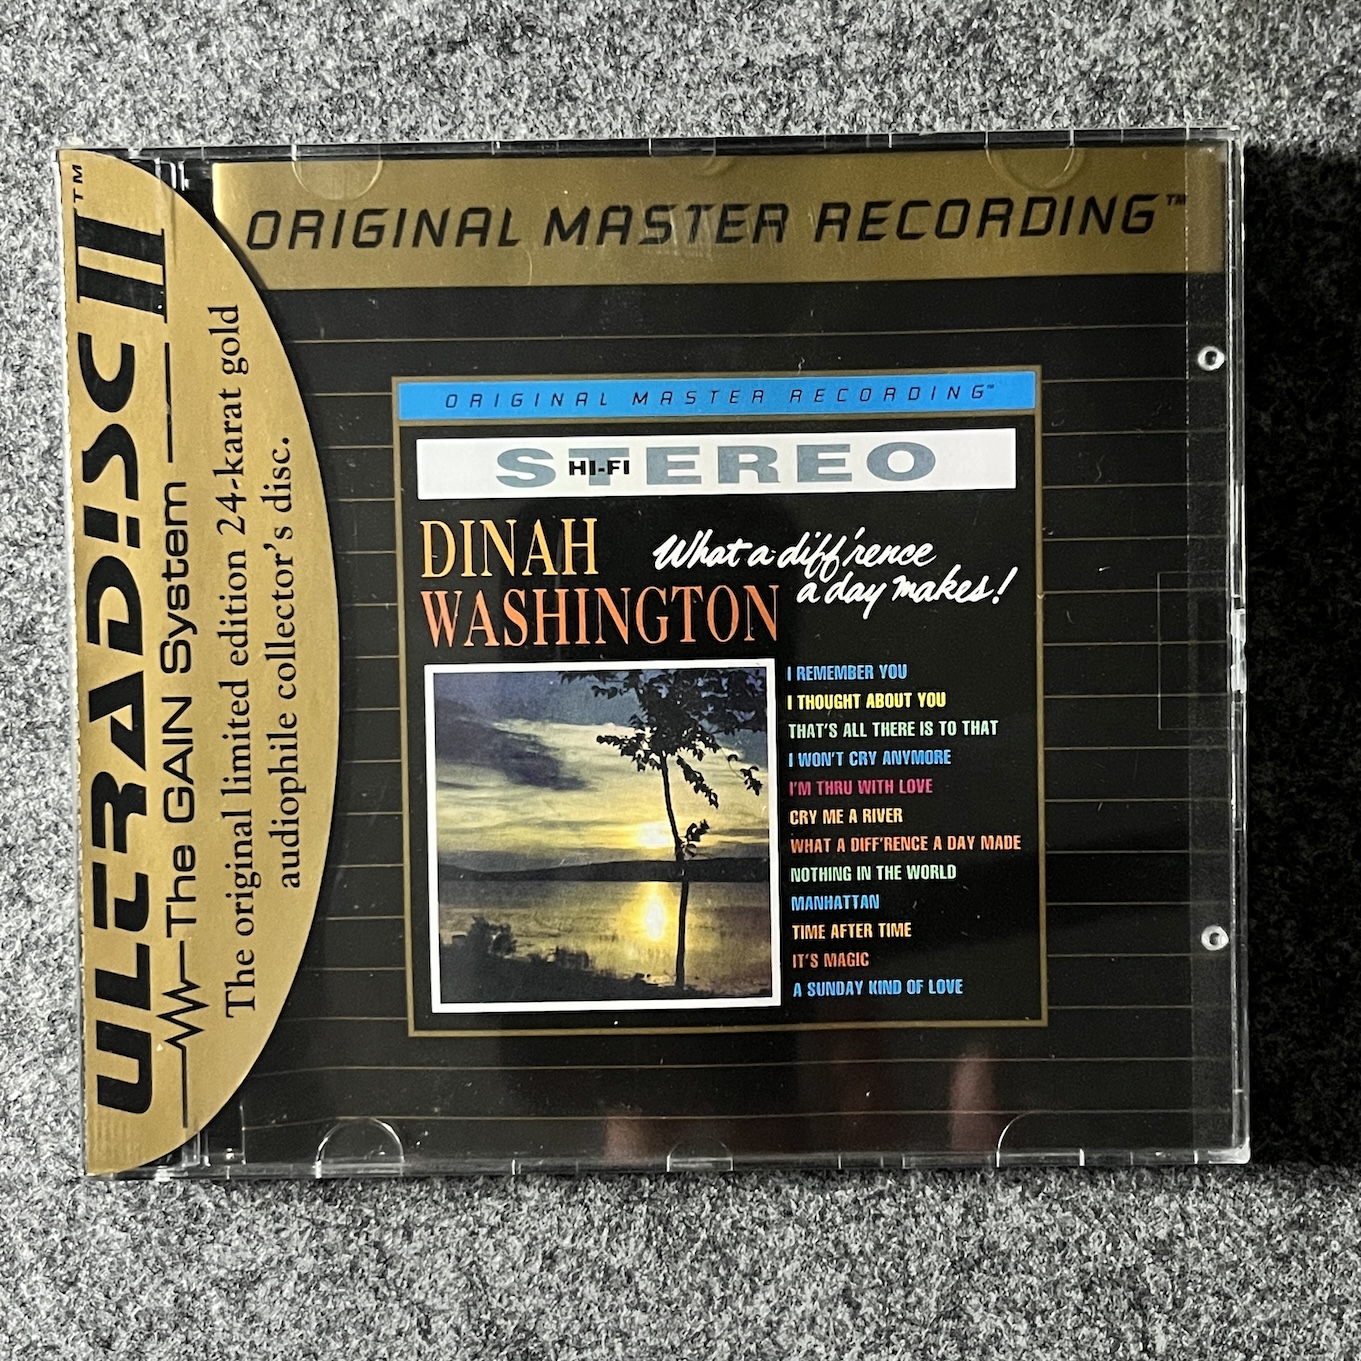 ULTRADISC II™
The GAIN System
The original limited edition 24-karat gold
audiophile collector's disc.
ORIGINAL MASTER RECORDING™
ORIGINAL MASTER RECORDING™
STEREO
HI-FI
DINAH
WASHINGTON
What a diff'rence
a day makes!
I REMEMBER YOU
I THOUGHT ABOUT YOU
THAT'S ALL THERE IS TO THAT
I WON'T CRY ANYMORE
I'M THRU WITH LOVE
CRY ME A RIVER
WHAT A DIFF'RENCE A DAY MADE
NOTHING IN THE WORLD
MANHATTAN
TIME AFTER TIME
IT'S MAGIC
A SUNDAY KIND OF LOVE